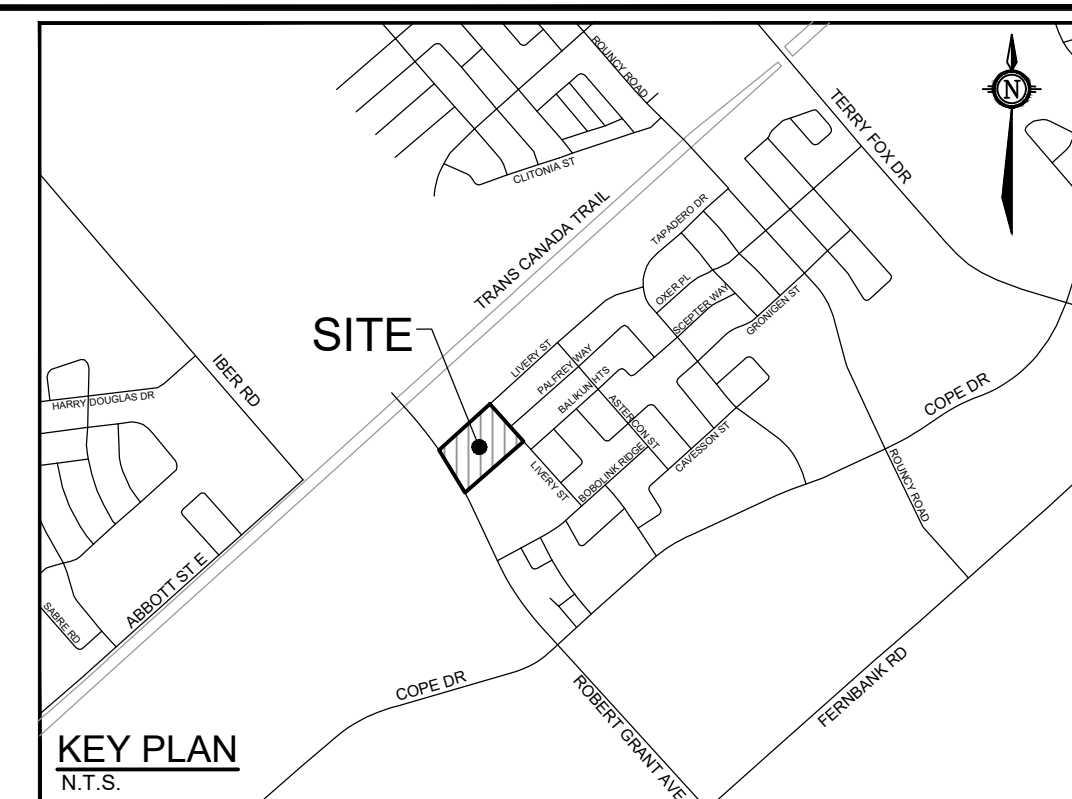 ROUNCY ROAD
N
TERRY FOX DR
CLITONIA ST
TRANS CANADA TRAIL
TAPADERO DR
OXER PL
SCEPTER WAY
GRONIGEN ST
SITE
LIVERY ST
PALFREY WAY
BALIKUN HTS
IBER RD
HARRY DOUGLAS DR
ASTERCON ST
COPE DR
CAVESSON ST
BOBOLINK RIDGE
LIVERY ST
ROUNCY ROAD
ABBOTT ST E
SABRE RD
COPE DR
ROBERT GRANT AVE
FERNBANK RD
KEY PLAN
N.T.S.